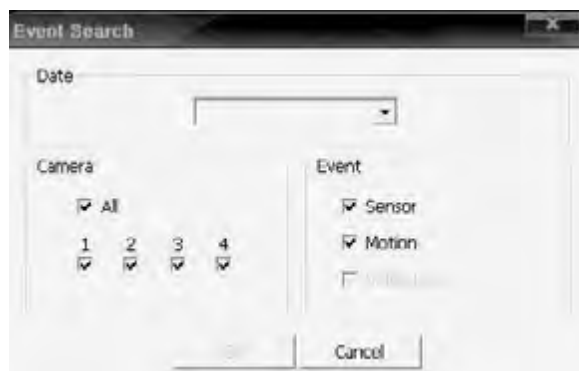 Event Search
Date
Camera
All
1 2 3 4
Event
Sensor
Motion
Cancel